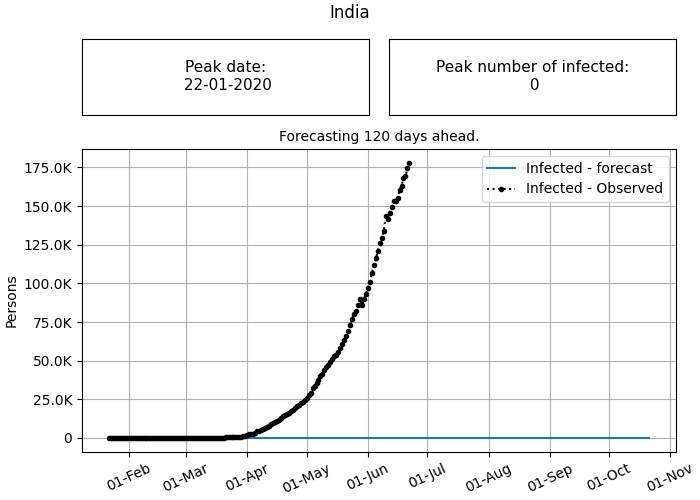 India
Peak date:
22-01-2020
Peak number of infected:
0
Forecasting 120 days ahead.
Infected - forecast
Infected - Observed
175.0K
150.0K
125.0K
100.0K
75.0K
50.0K
25.0K
0
Persons
01-Feb
01-Mar
01-Apr
01-May
01-Jun
01-Jul
01-Aug
01-Sep
01-Oct
01-Nov